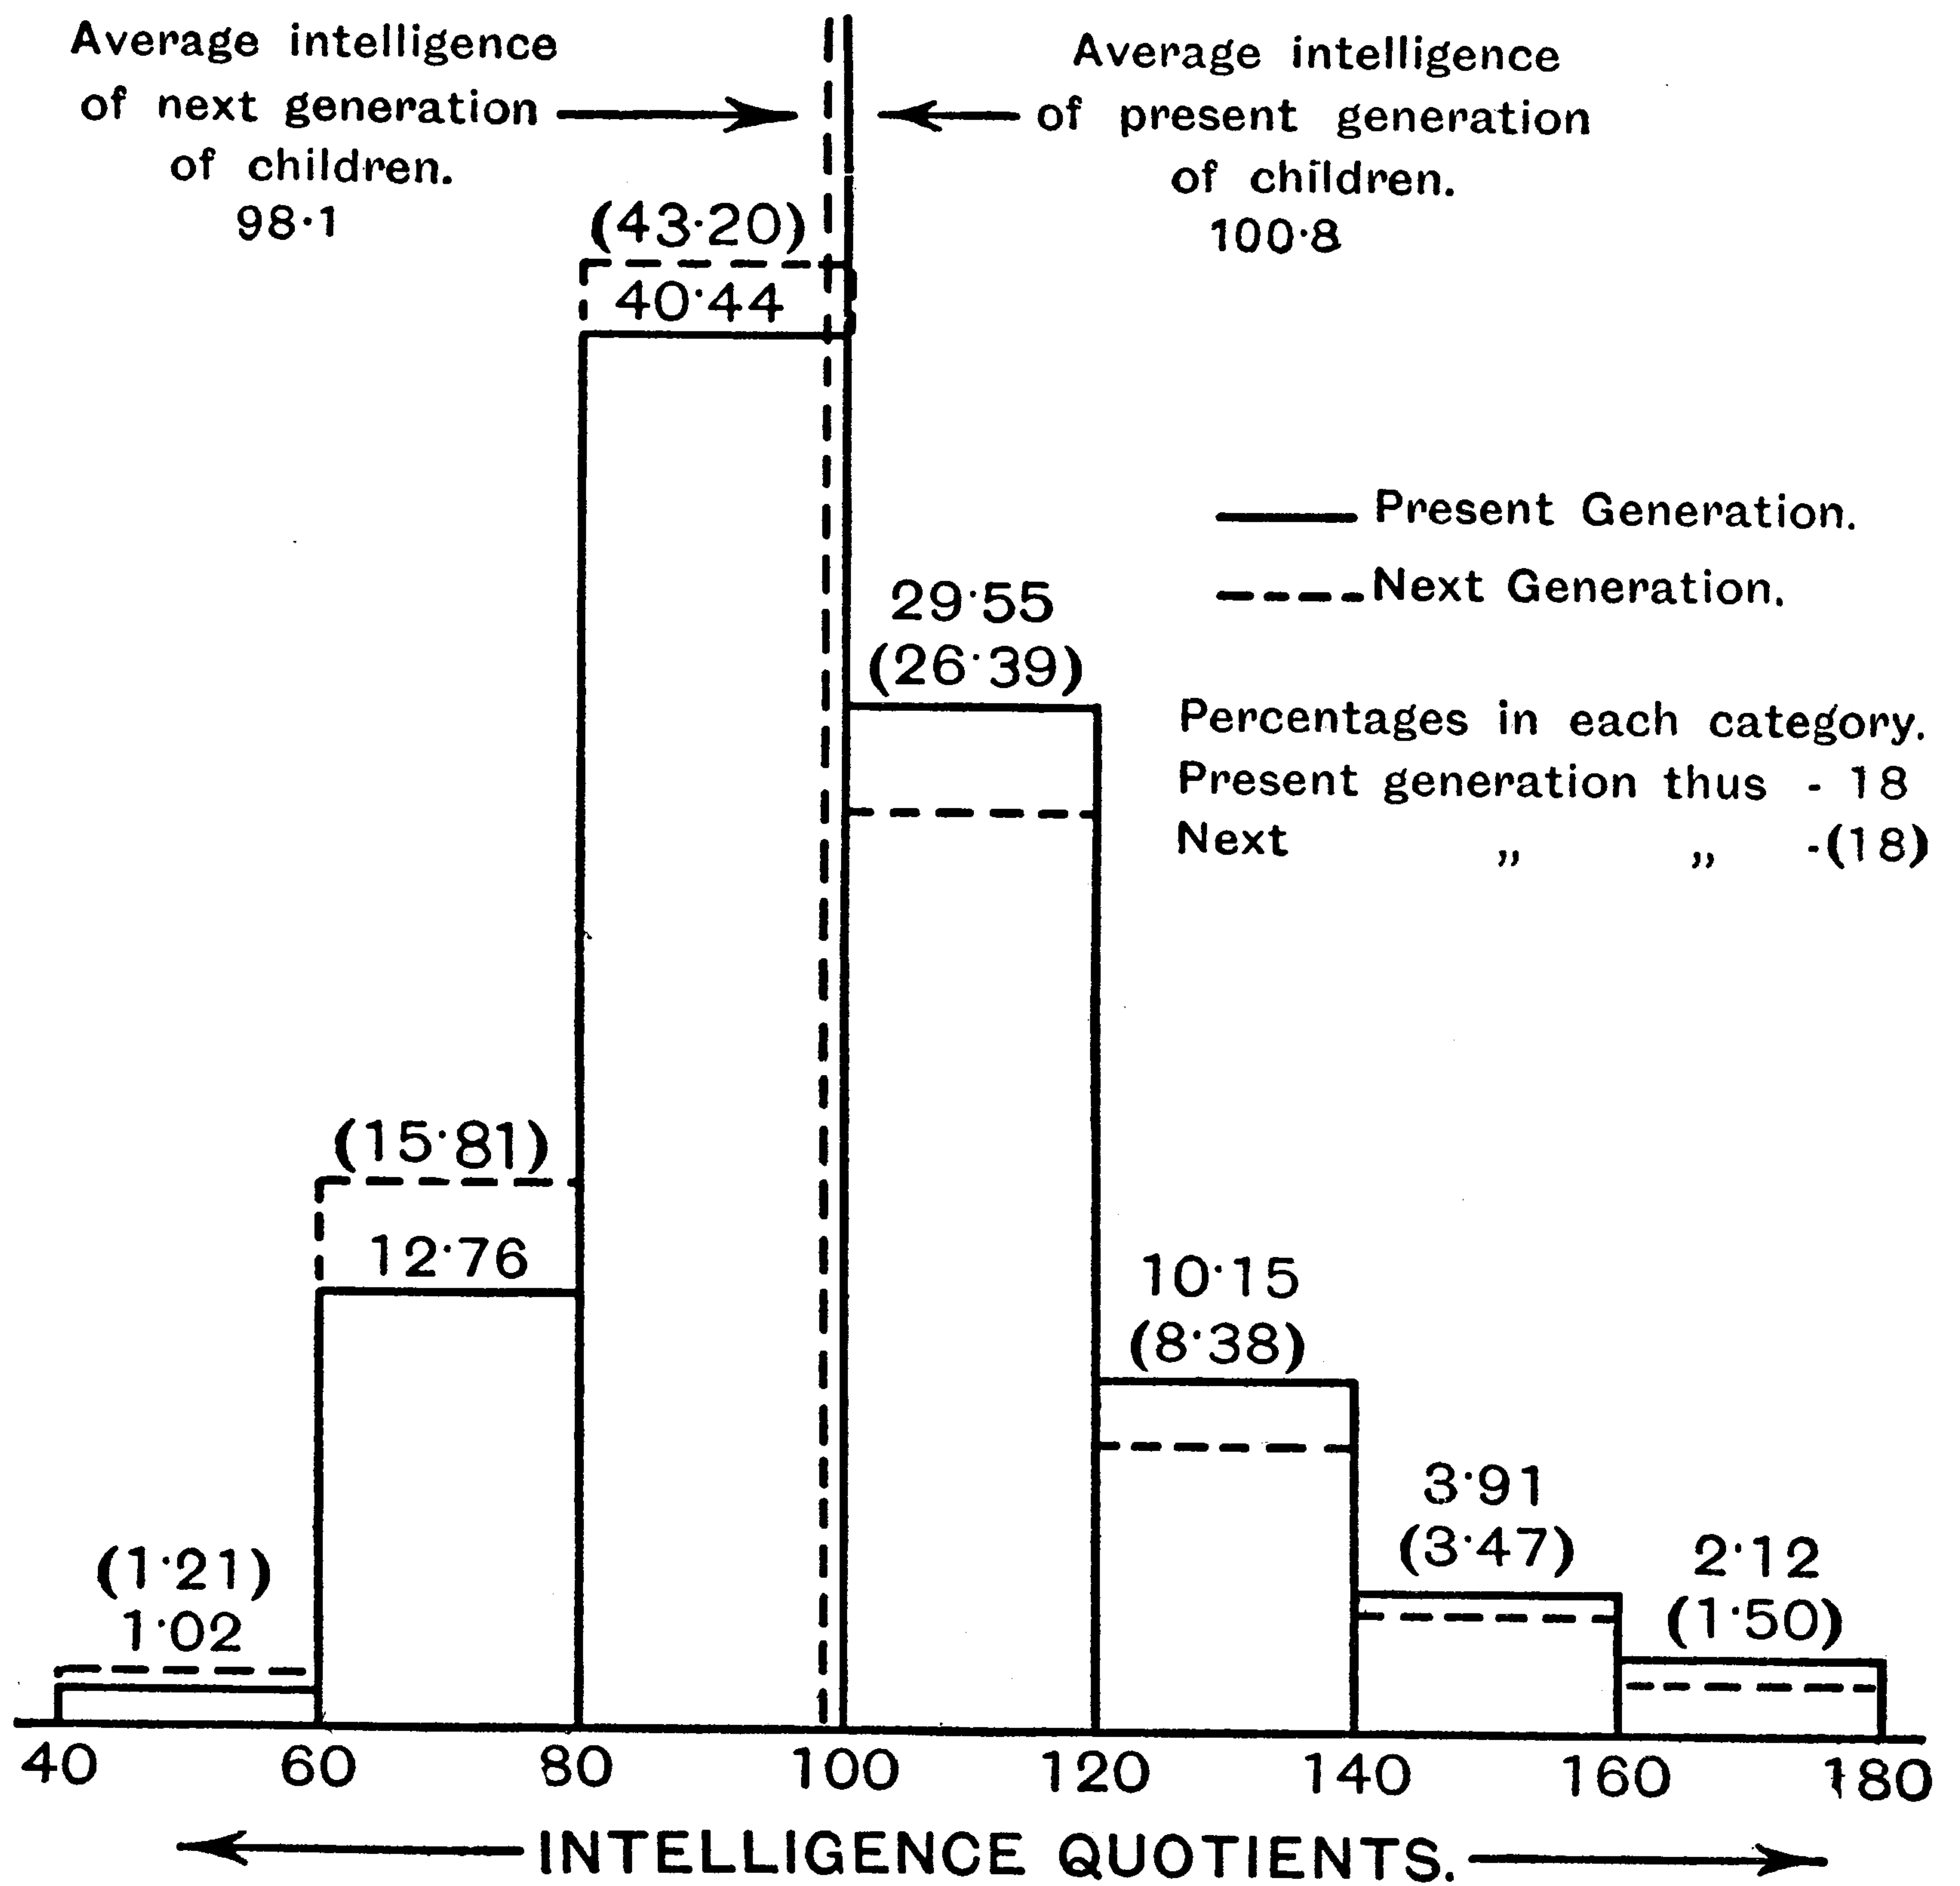 Average intelligence
of next generation
of children.
98·1
Average intelligence
of present generation
of children.
100·8
(43·20)
40·44
Present Generation.
Next Generation.
29·55
(26·39)
Percentages in each category.
Present generation thus - 18
Next „ „ -(18)
(15·81)
12·76
10·15
(8·38)
3·91
(3·47)
2·12
(1·50)
(1·21)
1·02
40 60 80 100 120 140 160 180
INTELLIGENCE QUOTIENTS.